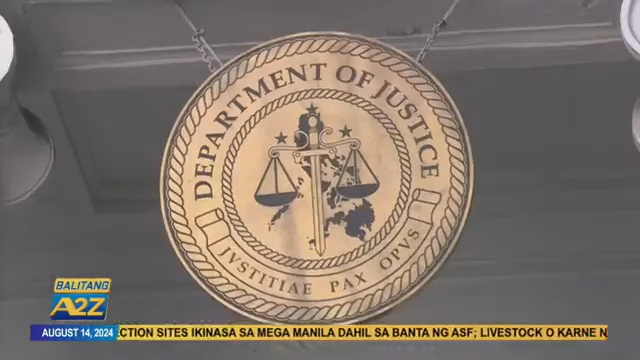 DEPARTMENT OF JUSTICE
JVSTITIAE PAX OPVS
BALITANG
A2Z
AUGUST 14, 2024
CTION SITES IKINASA SA MEGA MANILA DAHIL SA BANTA NG ASF; LIVESTOCK O KARNE N